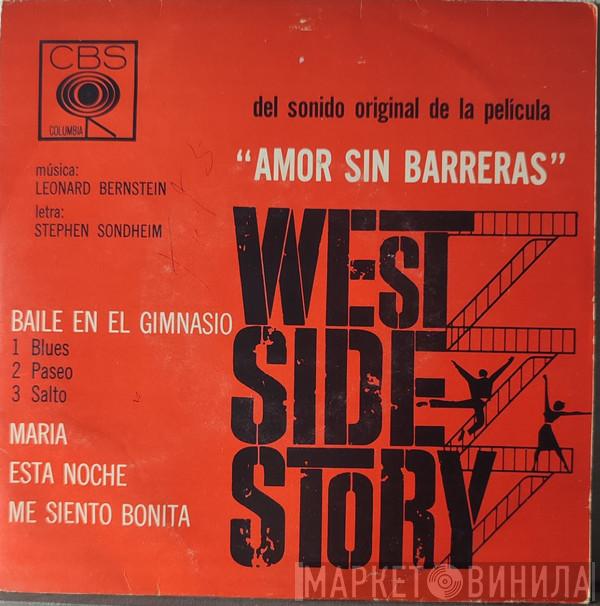 CBS
COLUMBIA
del sonido original de la película
“AMOR SIN BARRERAS”
música:
LEONARD BERNSTEIN
letra:
STEPHEN SONDHEIM
WEST
SIDE
STORY
BAILE EN EL GIMNASIO
1 Blues
2 Paseo
3 Salto
MARIA
ESTA NOCHE
ME SIENTO BONITA
МАРКЕТ ВИНИЛА